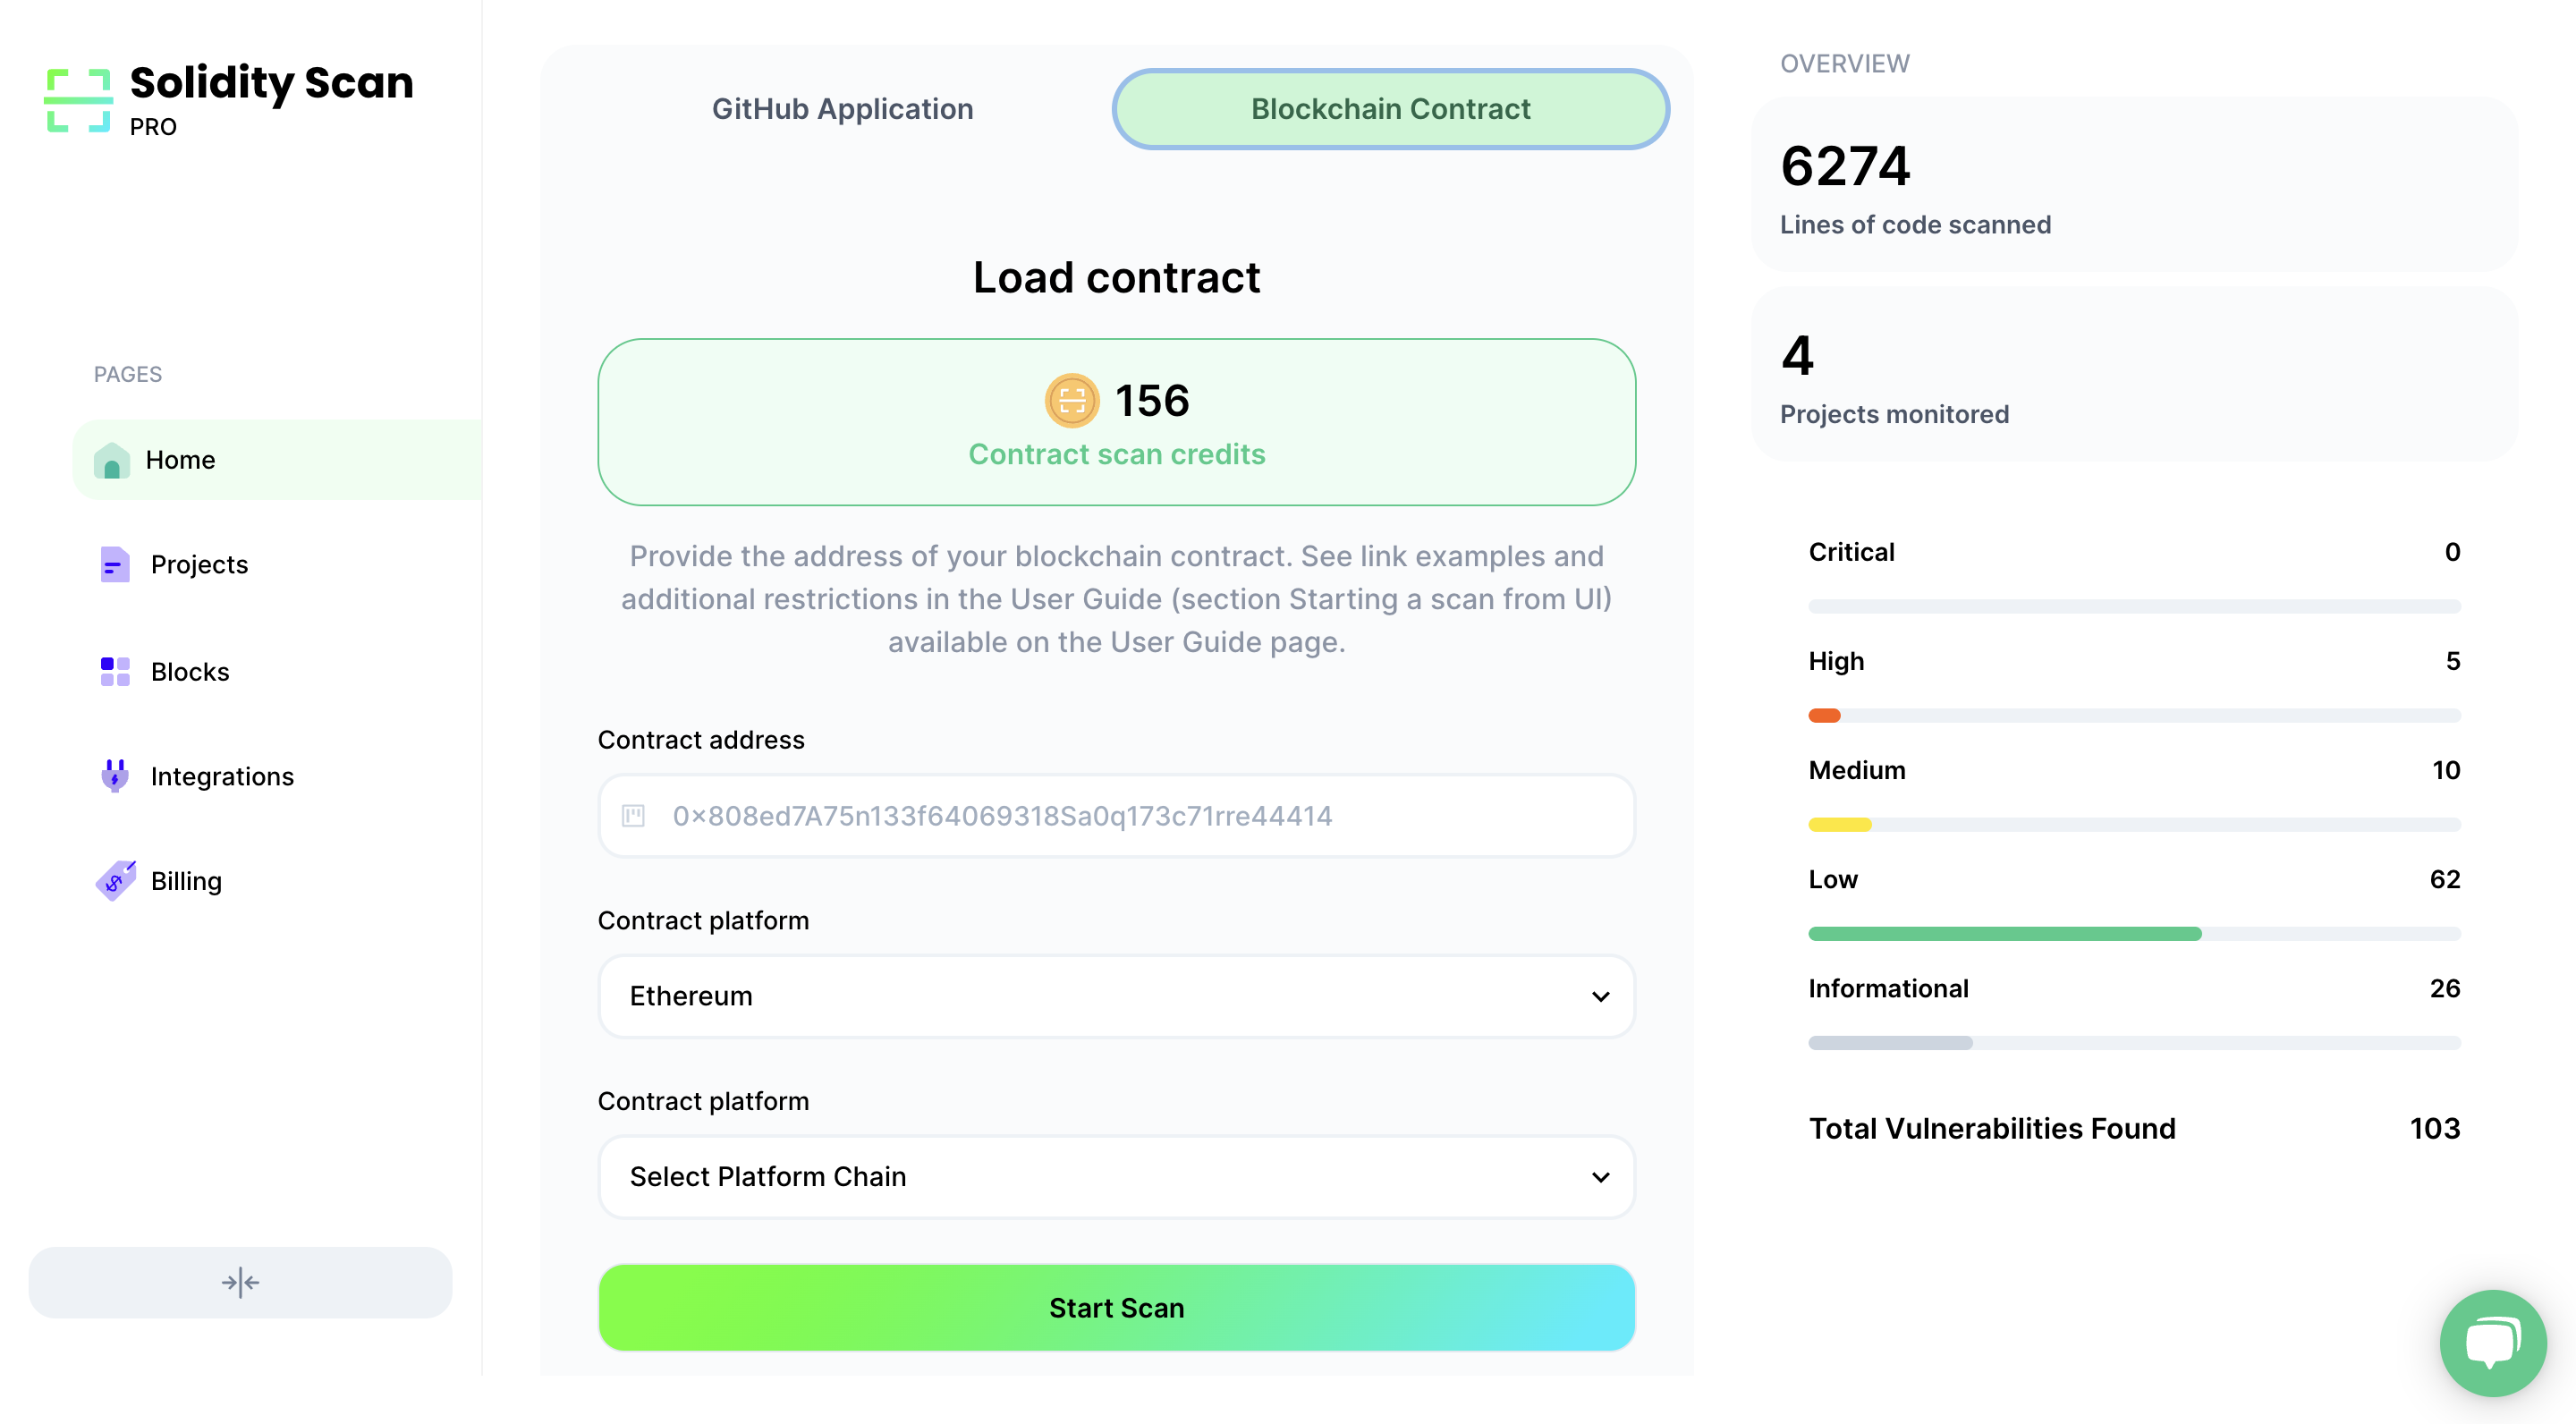 Solidity Scan
PRO
PAGES
Home
Projects
Blocks
Integrations
Billing
GitHub Application
Blockchain Contract
Load contract
156
Contract scan credits
Provide the address of your blockchain contract. See link examples and
additional restrictions in the User Guide (section Starting a scan from UI)
available on the User Guide page.
Contract address
0x808ed7A75n133f64069318Sa0q173c71rre44414
Contract platform
Ethereum
Contract platform
Select Platform Chain
Start Scan
OVERVIEW
6274
Lines of code scanned
4
Projects monitored
Critical 0
High 5
Medium 10
Low 62
Informational 26
Total Vulnerabilities Found 103